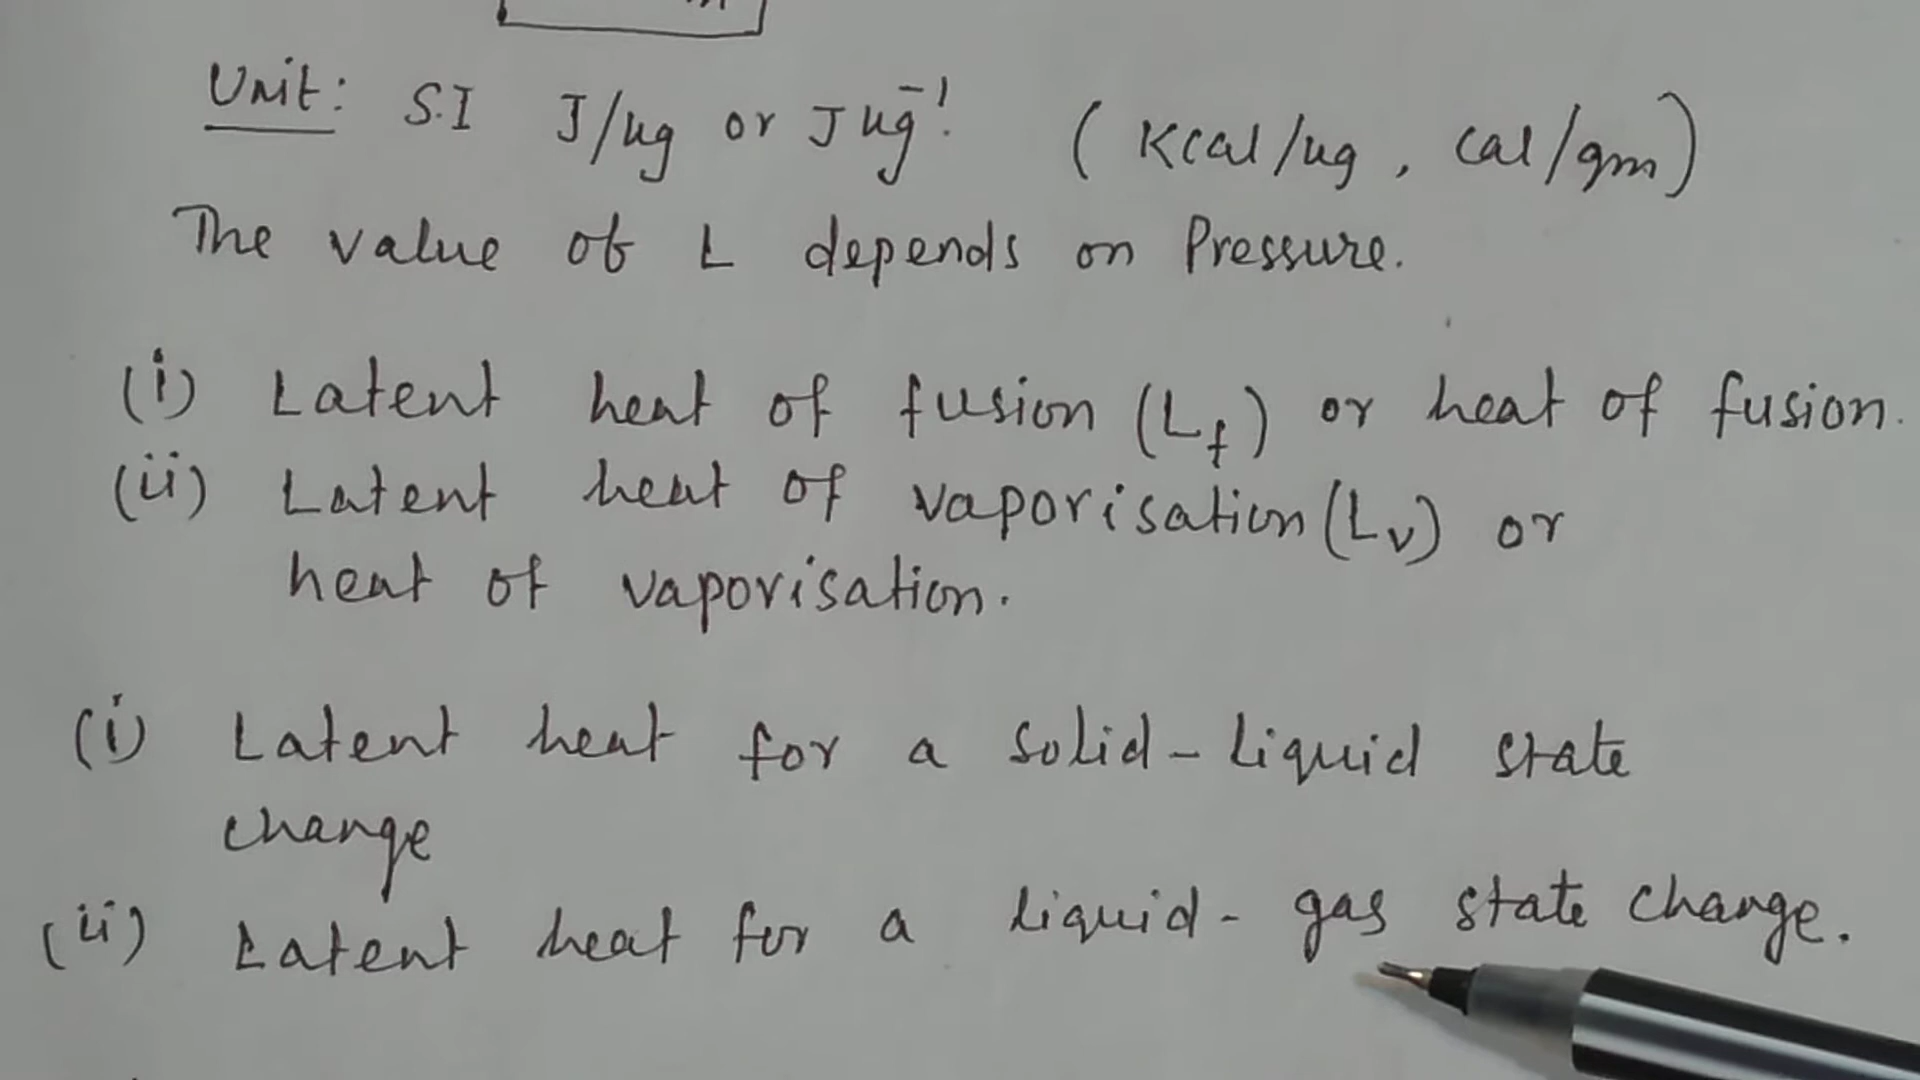 Unit: S.I J/kg or J kg⁻¹. (Kcal/kg, cal/gm)
The value of L depends on Pressure.
(i) Latent heat of fusion (Lf) or heat of fusion.
(ii) Latent heat of vaporisation (Lv) or
heat of vaporisation.
(i) Latent heat for a solid-liquid state
change
(ii) Latent heat for a liquid-gas state change.